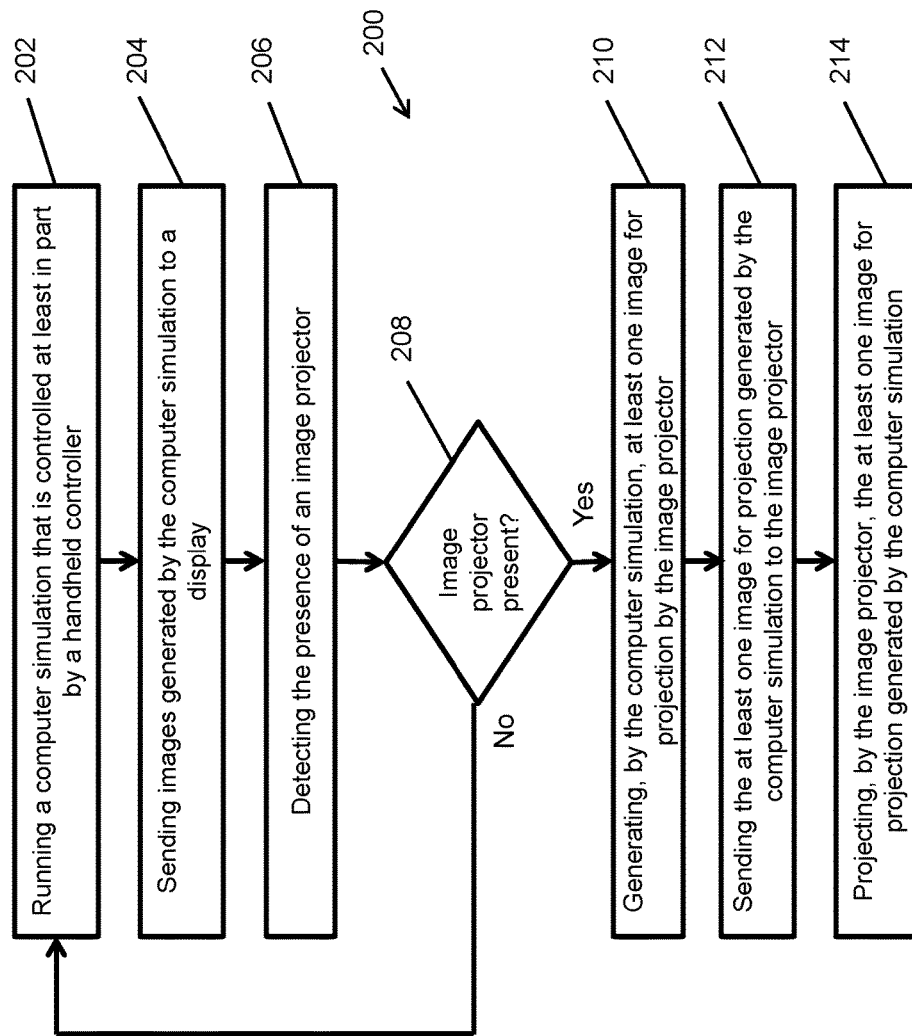 202
Running a computer simulation that is controlled at least in part
by a handheld controller
204
Sending images generated by the computer simulation to a
display
206
Detecting the presence of an image projector
200
208
Image
projector
present?
No
Yes
210
Generating, by the computer simulation, at least one image for
projection by the image projector
212
Sending the at least one image for projection generated by the
computer simulation to the image projector
214
Projecting, by the image projector, the at least one image for
projection generated by the computer simulation